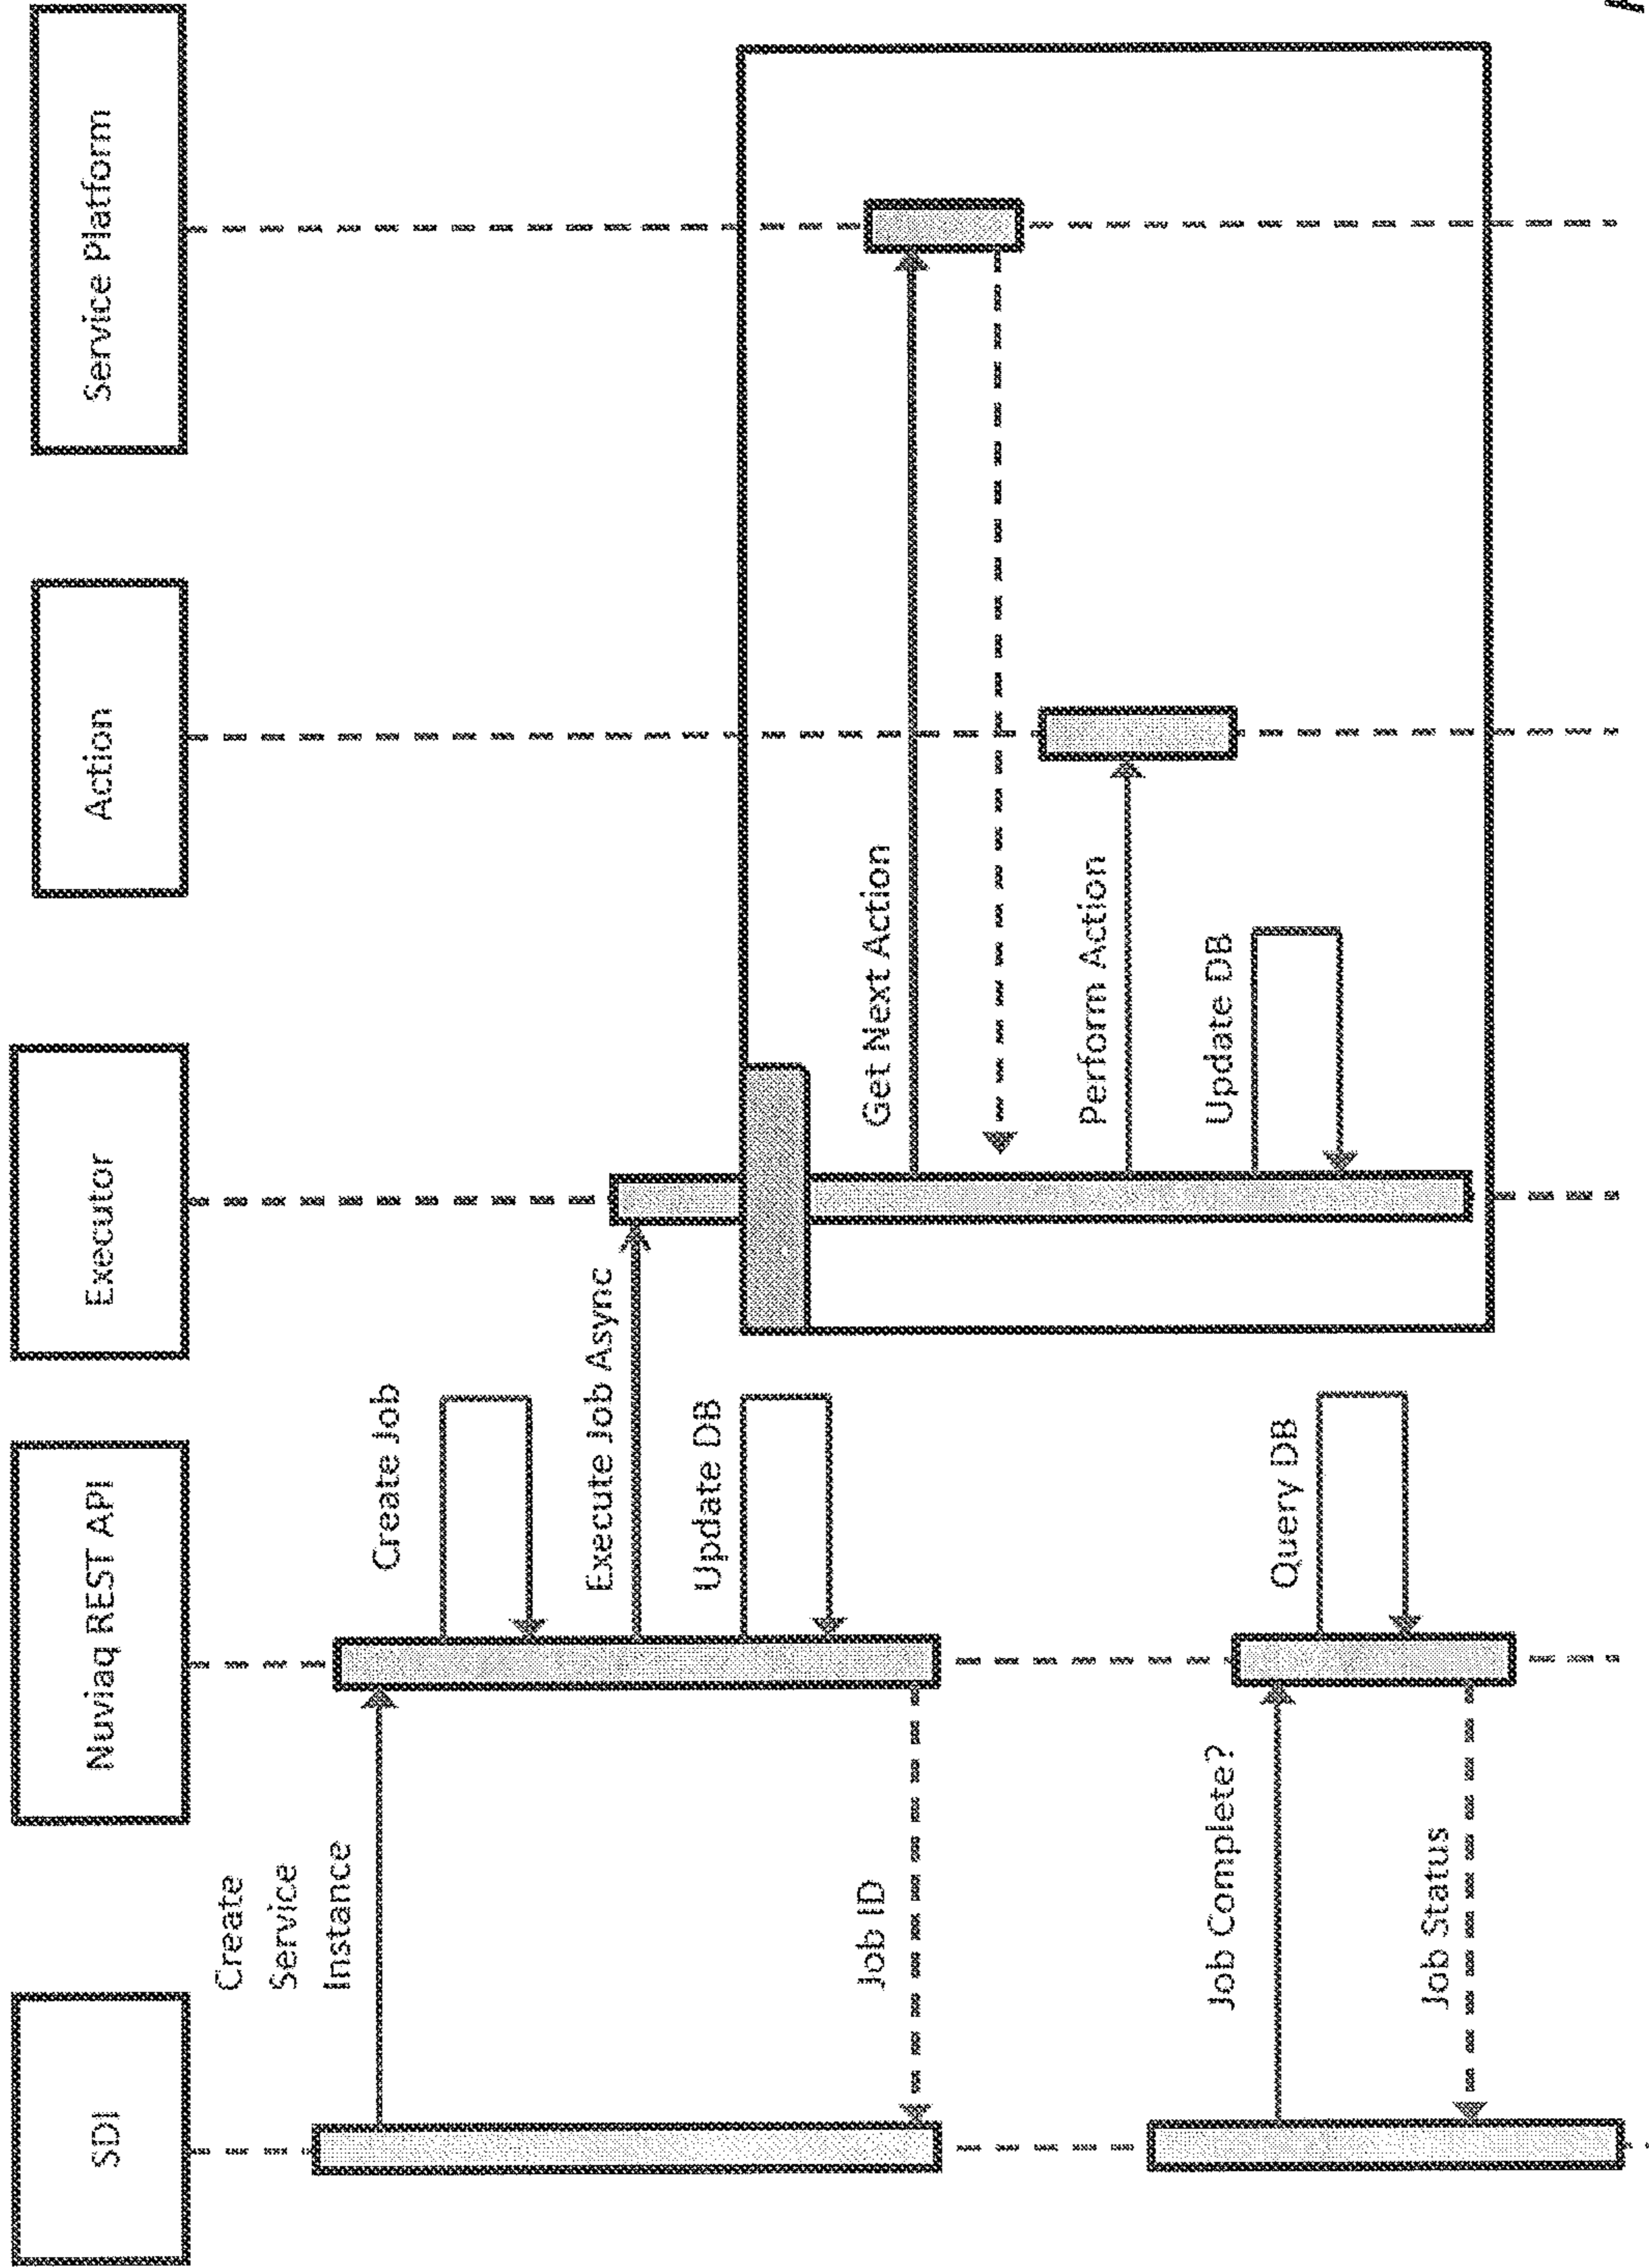 SDI
Nuviaq REST API
Executor
Action
Service Platform
Create
Service
Instance
Create Job
Execute Job Async
Update DB
Job ID
Get Next Action
Perform Action
Update DB
Job Complete?
Query DB
Job Status